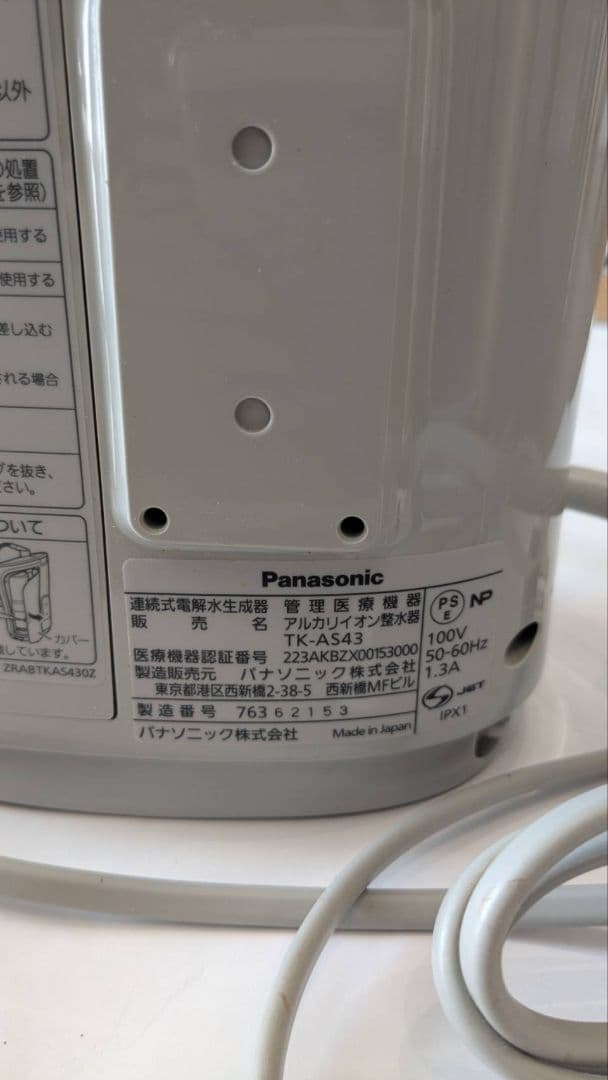 以外
の処置
を参照)
使用する
使用する
差し込む
される場合
グを抜き、
ださい。
ついて
カバー
しています。
ZRABTKAS430Z
Panasonic
連続式電解水生成器 管理医療機器
販売名 アルカリイオン整水器
TK-AS43
医療機器認証番号 223AKBZX00153000
製造販売元 パナソニック株式会社
東京都港区西新橋2-38-5 西新橋MFビル
製造番号 76362153
パナソニック株式会社 Made in Japan
PS
E
NP
100V
50-60Hz
1.3A
JET
IPX1